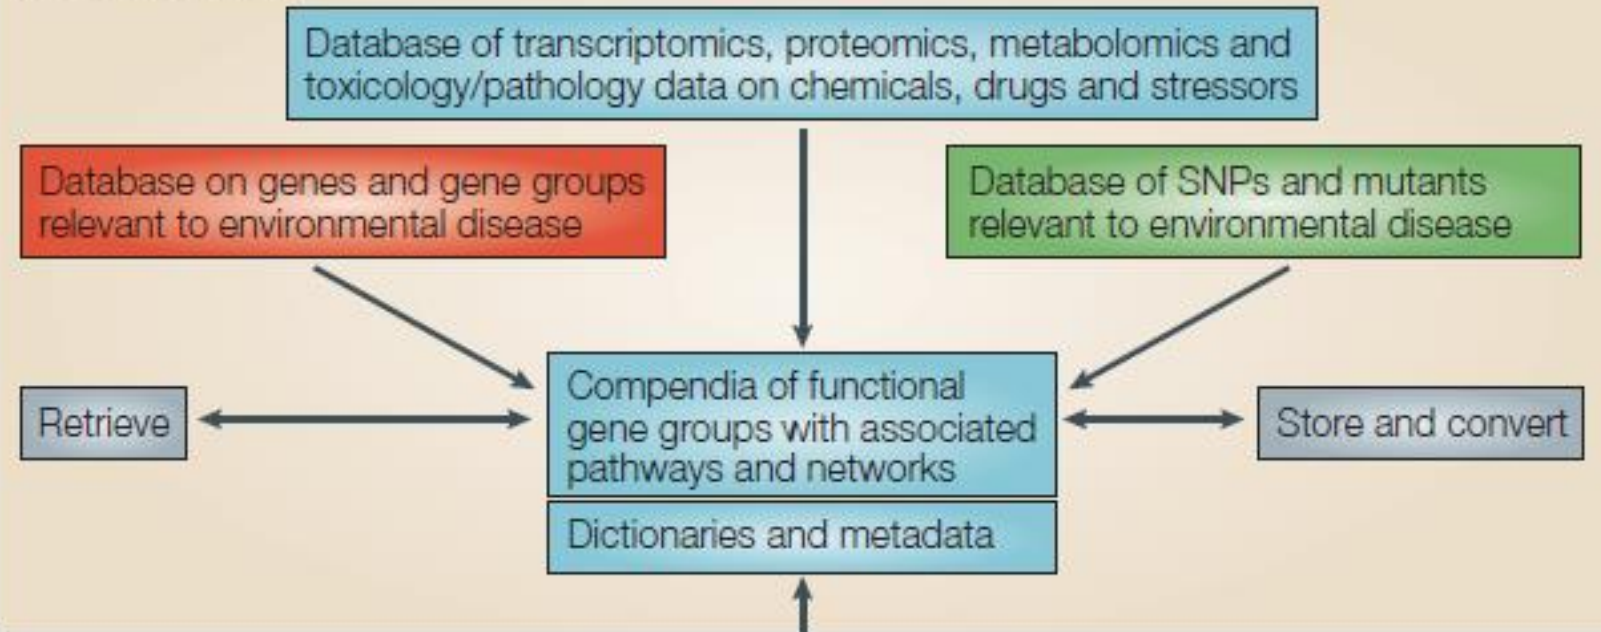 Database of transcriptomics, proteomics, metabolomics and
toxicology/pathology data on chemicals, drugs and stressors
Database on genes and gene groups
relevant to environmental disease
Database of SNPs and mutants
relevant to environmental disease
Compendia of functional
gene groups with associated
pathways and networks
Retrieve
Store and convert
Dictionaries and metadata